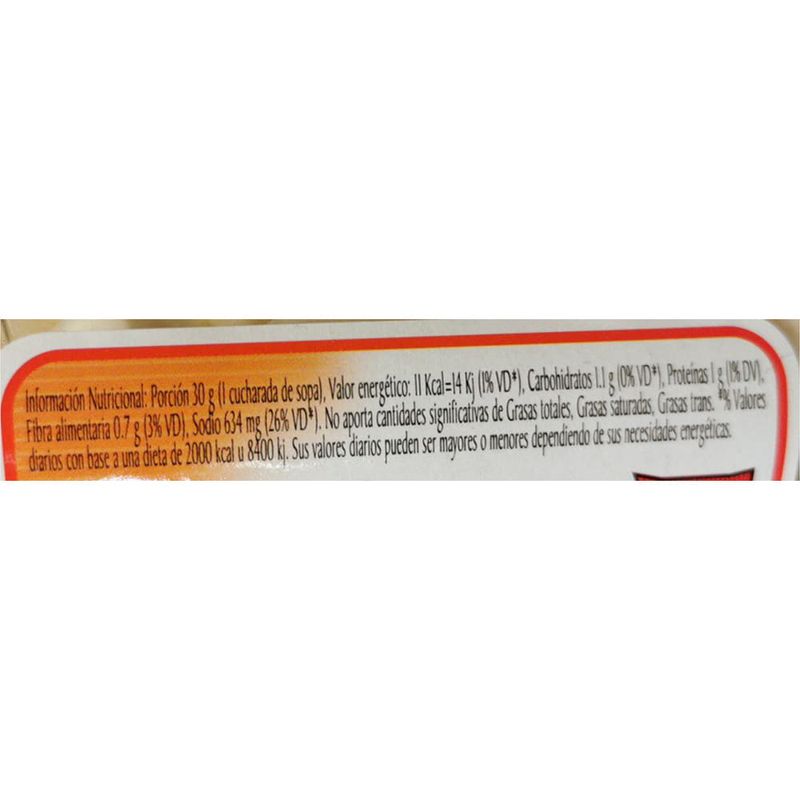 Información Nutricional: Porción 30 g (1 cucharada de sopa), Valor energético: 11 Kcal=14 Kj (1% VD*), Carbohidratos 1.1 g (0% VD*), Proteínas 1 g (1% DV),
Fibra alimentaria 0.7 g (3% VD), Sodio 634 mg (26% VD*). No aporta cantidades significativas de Grasas totales, Grasas saturadas, Grasas trans. *% Valores
diarios con base a una dieta de 2000 kcal u 8400 kj. Sus valores diarios pueden ser mayores o menores dependiendo de sus necesidades energéticas.